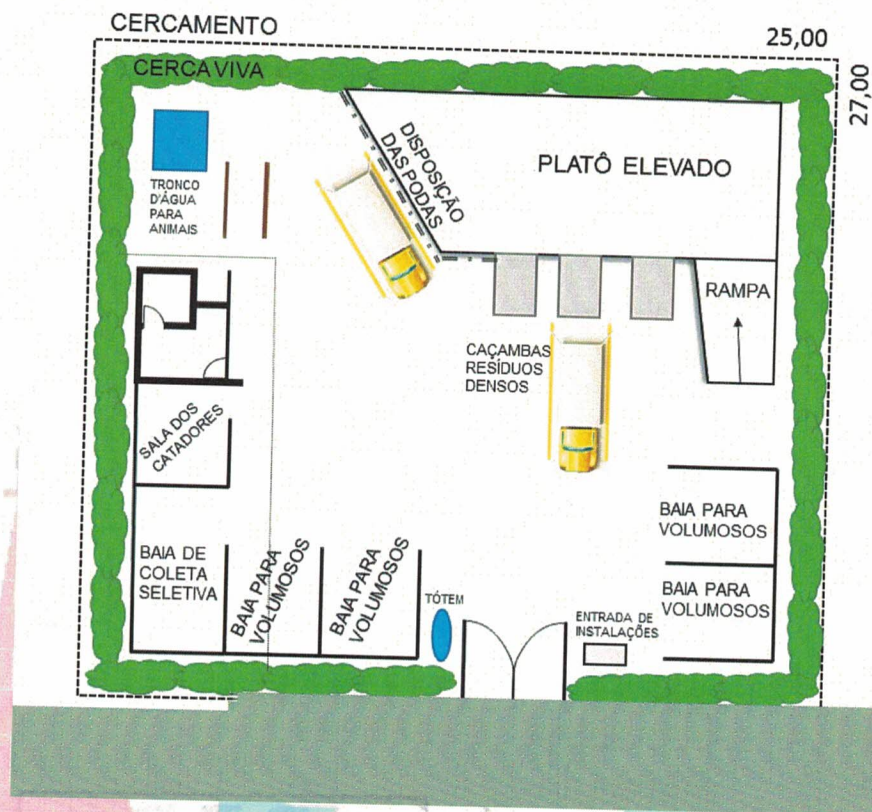 CERCAMENTO
25,00
27,00
CERCA VIVA
DISPOSIÇÃO
DAS PODAS
PLATÔ ELEVADO
TRONCO
D'ÁGUA
PARA
ANIMAIS
RAMPA
CAÇAMBAS
RESÍDUOS
DENSOS
SALA DOS
CATADORES
BAIA PARA
VOLUMOSOS
BAIA DE
COLETA
SELETIVA
BAIA PARA
VOLUMOSOS
BAIA PARA
VOLUMOSOS
TÓTEM
ENTRADA DE
INSTALAÇÕES
BAIA PARA
VOLUMOSOS